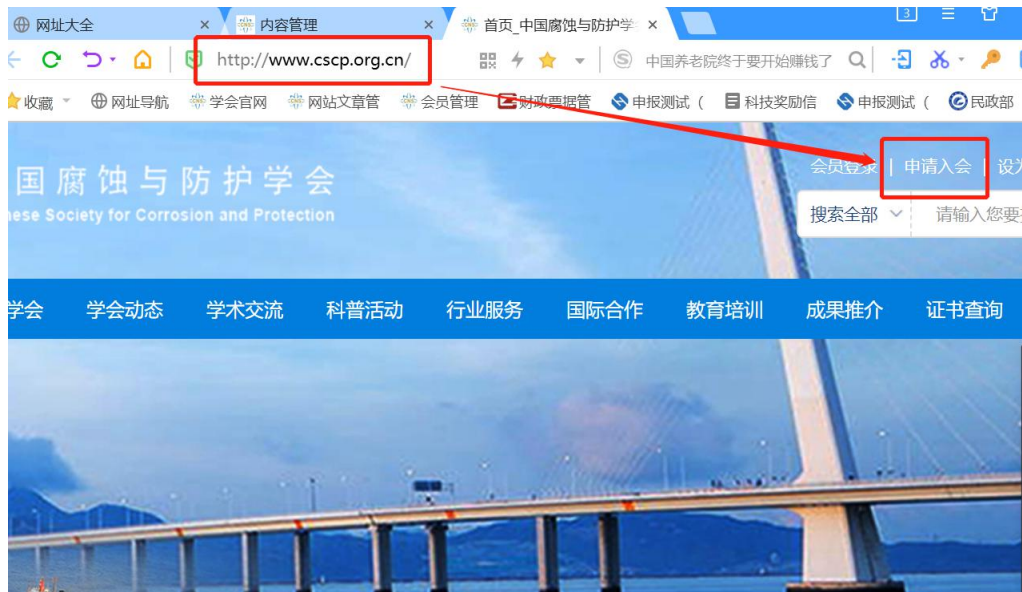 网址大全 × 内容管理 × 首页_中国腐蚀与防护学 × 3
http://www.cscp.org.cn/ 中国养老院终于要开始赚钱了
收藏 网址导航 学会官网 网站文章管 会员管理 财政票据管 申报测试 ( 科技奖励信 申报测试 ( 民政部
国腐蚀与防护学会 会员登录 | 申请入会 | 设为
ese Society for Corrosion and Protection 搜索全部 请输入您要
学会 学会动态 学术交流 科普活动 行业服务 国际合作 教育培训 成果推介 证书查询